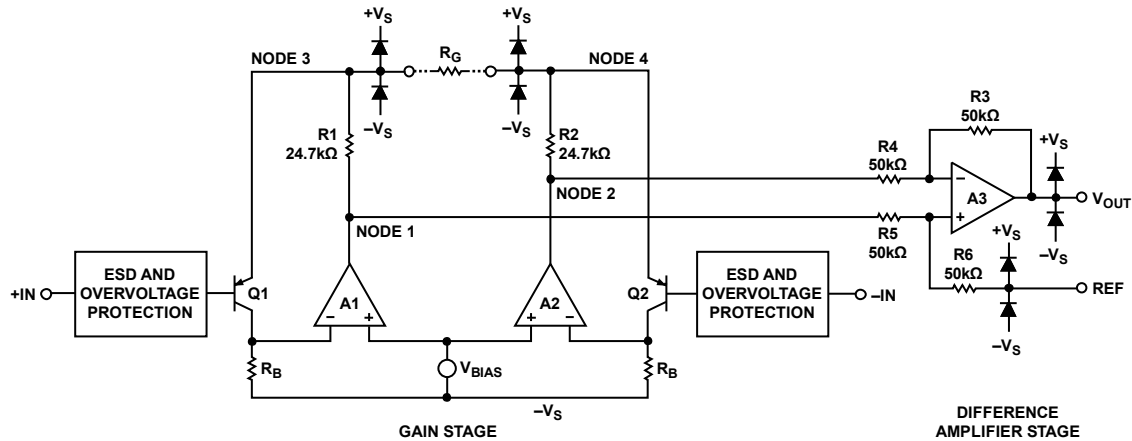 +VS
+VS
NODE 3
RG
NODE 4
–VS
–VS
R1
24.7kΩ
R2
24.7kΩ
R3
50kΩ
R4
50kΩ
+VS
NODE 2
–
A3
+
VOUT
NODE 1
R5
50kΩ
–VS
+VS
R6
50kΩ
REF
–VS
+IN
ESD AND
OVERVOLTAGE
PROTECTION
Q1
A1
–
+
A2
+
–
Q2
ESD AND
OVERVOLTAGE
PROTECTION
–IN
RB
VBIAS
RB
–VS
GAIN STAGE
DIFFERENCE
AMPLIFIER STAGE